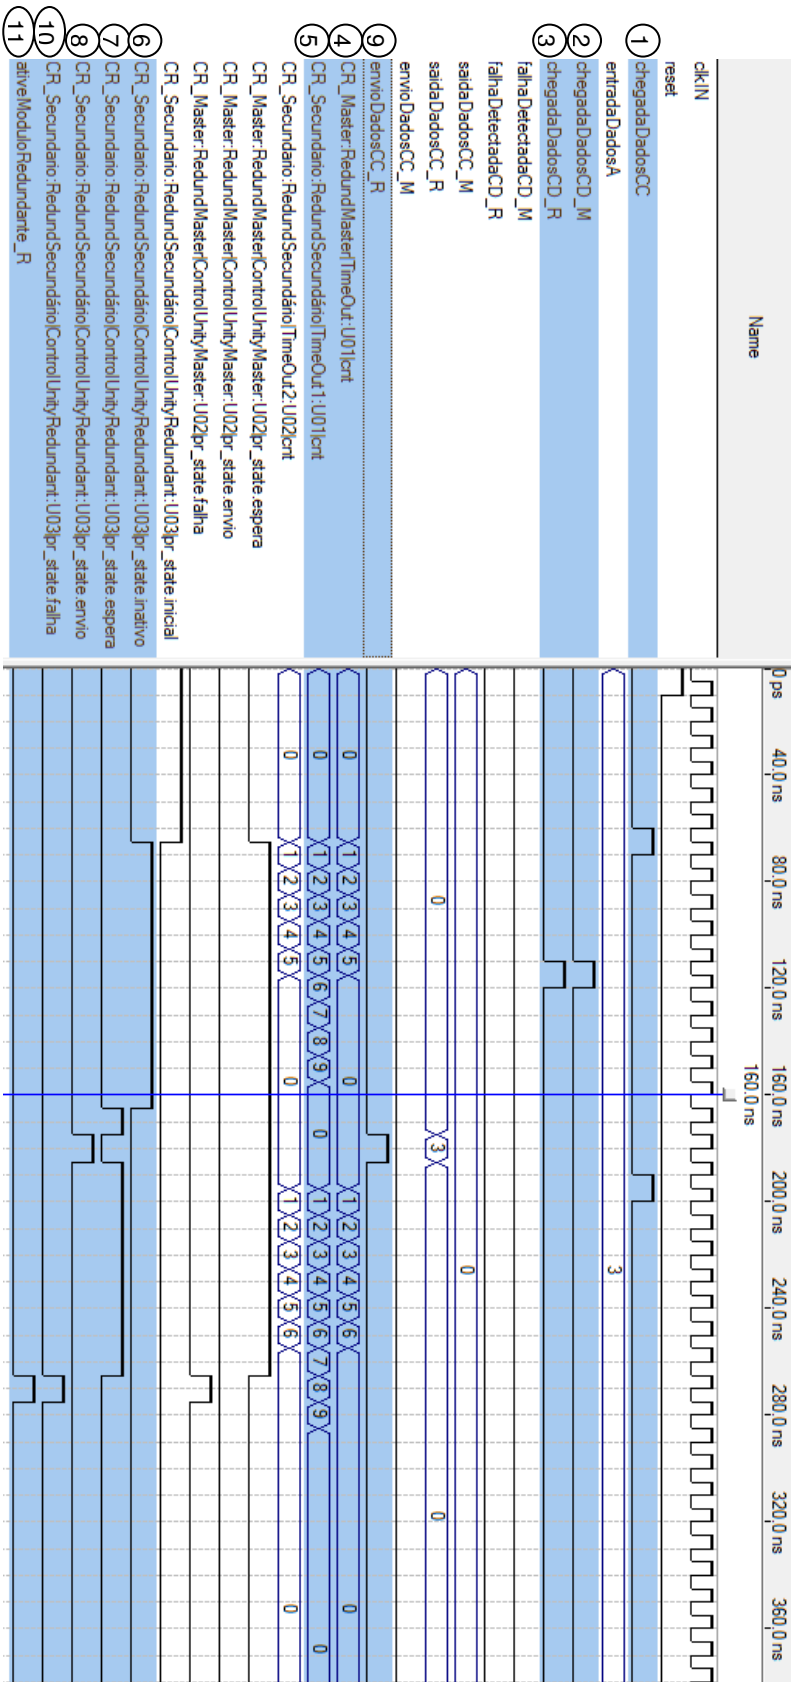 Name
0 ps 40.0 ns 80.0 ns 120.0 ns 160.0 ns 200.0 ns 240.0 ns 280.0 ns 320.0 ns 360.0 ns
160.0 ns
clkIN
reset
1 chegadaDadosCC
entradaDadosA 3
2 chegadaDadosCD_M
3 chegadaDadosCD_R
falhaDetectadaCD_M
falhaDetectadaCD_R
saidaDadosCC_M 0
saidaDadosCC_R 0 3 0
envioDadosCC_M
9 envioDadosCC_R
4 CR_Master:RedundMaster|TimeOut:U01|cnt 0 1 2 3 4 5 0 1 2 3 4 5 6 0
5 CR_Secundario:RedundSecundário|TimeOut1:U01|cnt 0 1 2 3 4 5 6 7 8 9 0 1 2 3 4 5 6 7 8 9 0
CR_Secundario:RedundSecundário|TimeOut2:U02|cnt 0 1 2 3 4 5 0 1 2 3 4 5 6 0
CR_Master:RedundMaster|ControlUnityMaster:U02|pr_state.espera
CR_Master:RedundMaster|ControlUnityMaster:U02|pr_state.envio
CR_Master:RedundMaster|ControlUnityMaster:U02|pr_state.falha
CR_Secundario:RedundSecundário|ControlUnityRedundant:U03|pr_state.inicial
6 CR_Secundario:RedundSecundário|ControlUnityRedundant:U03|pr_state.inativo
7 CR_Secundario:RedundSecundário|ControlUnityRedundant:U03|pr_state.espera
8 CR_Secundario:RedundSecundário|ControlUnityRedundant:U03|pr_state.envio
10 CR_Secundario:RedundSecundário|ControlUnityRedundant:U03|pr_state.falha
11 ativeModuloRedundante_R